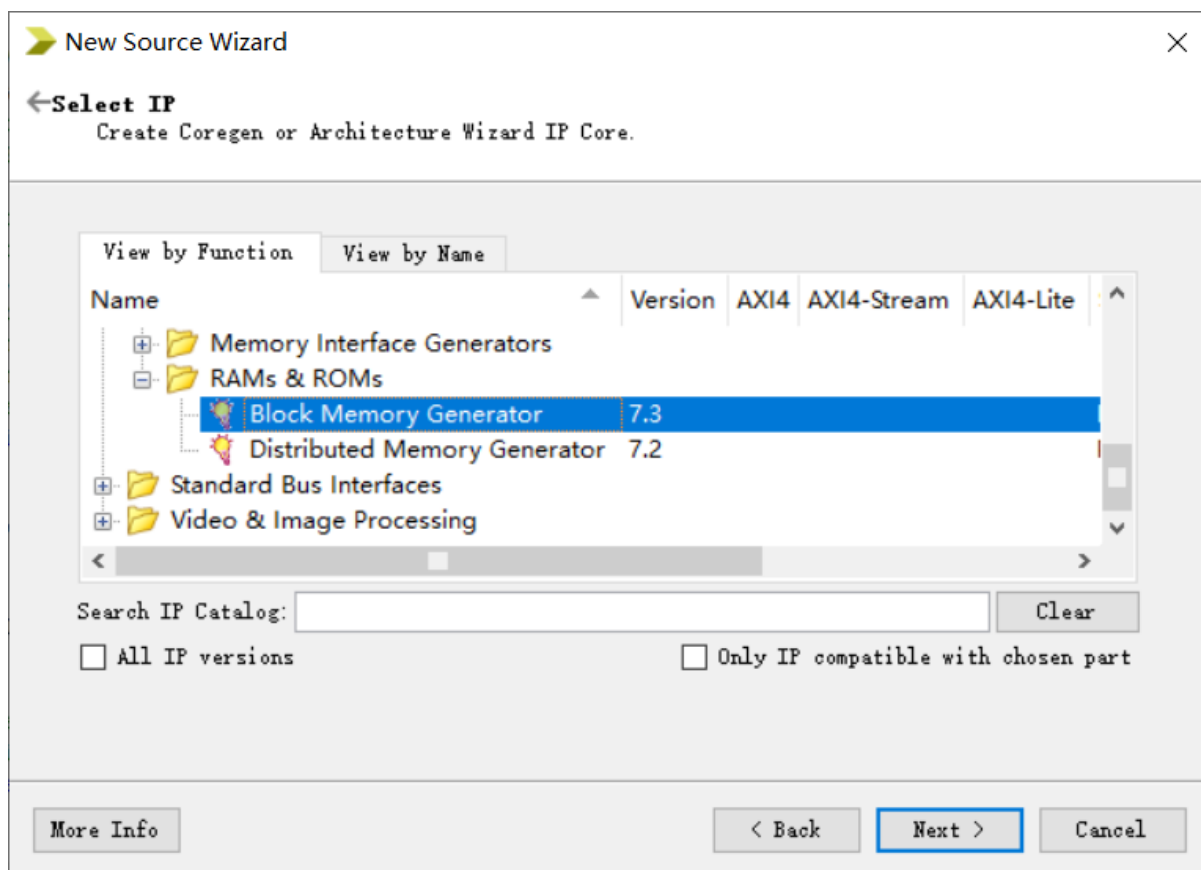 New Source Wizard
Select IP
Create Coregen or Architecture Wizard IP Core.
View by Function View by Name
Name Version AXI4 AXI4-Stream AXI4-Lite
Memory Interface Generators
RAMs & ROMs
Block Memory Generator 7.3
Distributed Memory Generator 7.2
Standard Bus Interfaces
Video & Image Processing
Search IP Catalog: Clear
All IP versions Only IP compatible with chosen part
More Info < Back Next > Cancel